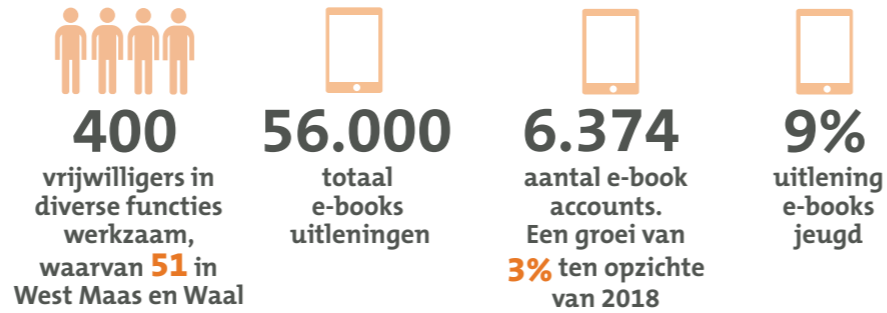 400
vrijwilligers in
diverse functies
werkzaam,
waarvan 51 in
West Maas en Waal
56.000
totaal
e-books
uitleningen
6.374
aantal e-book
accounts.
Een groei van
3% ten opzichte
van 2018
9%
uitlening
e-books
jeugd